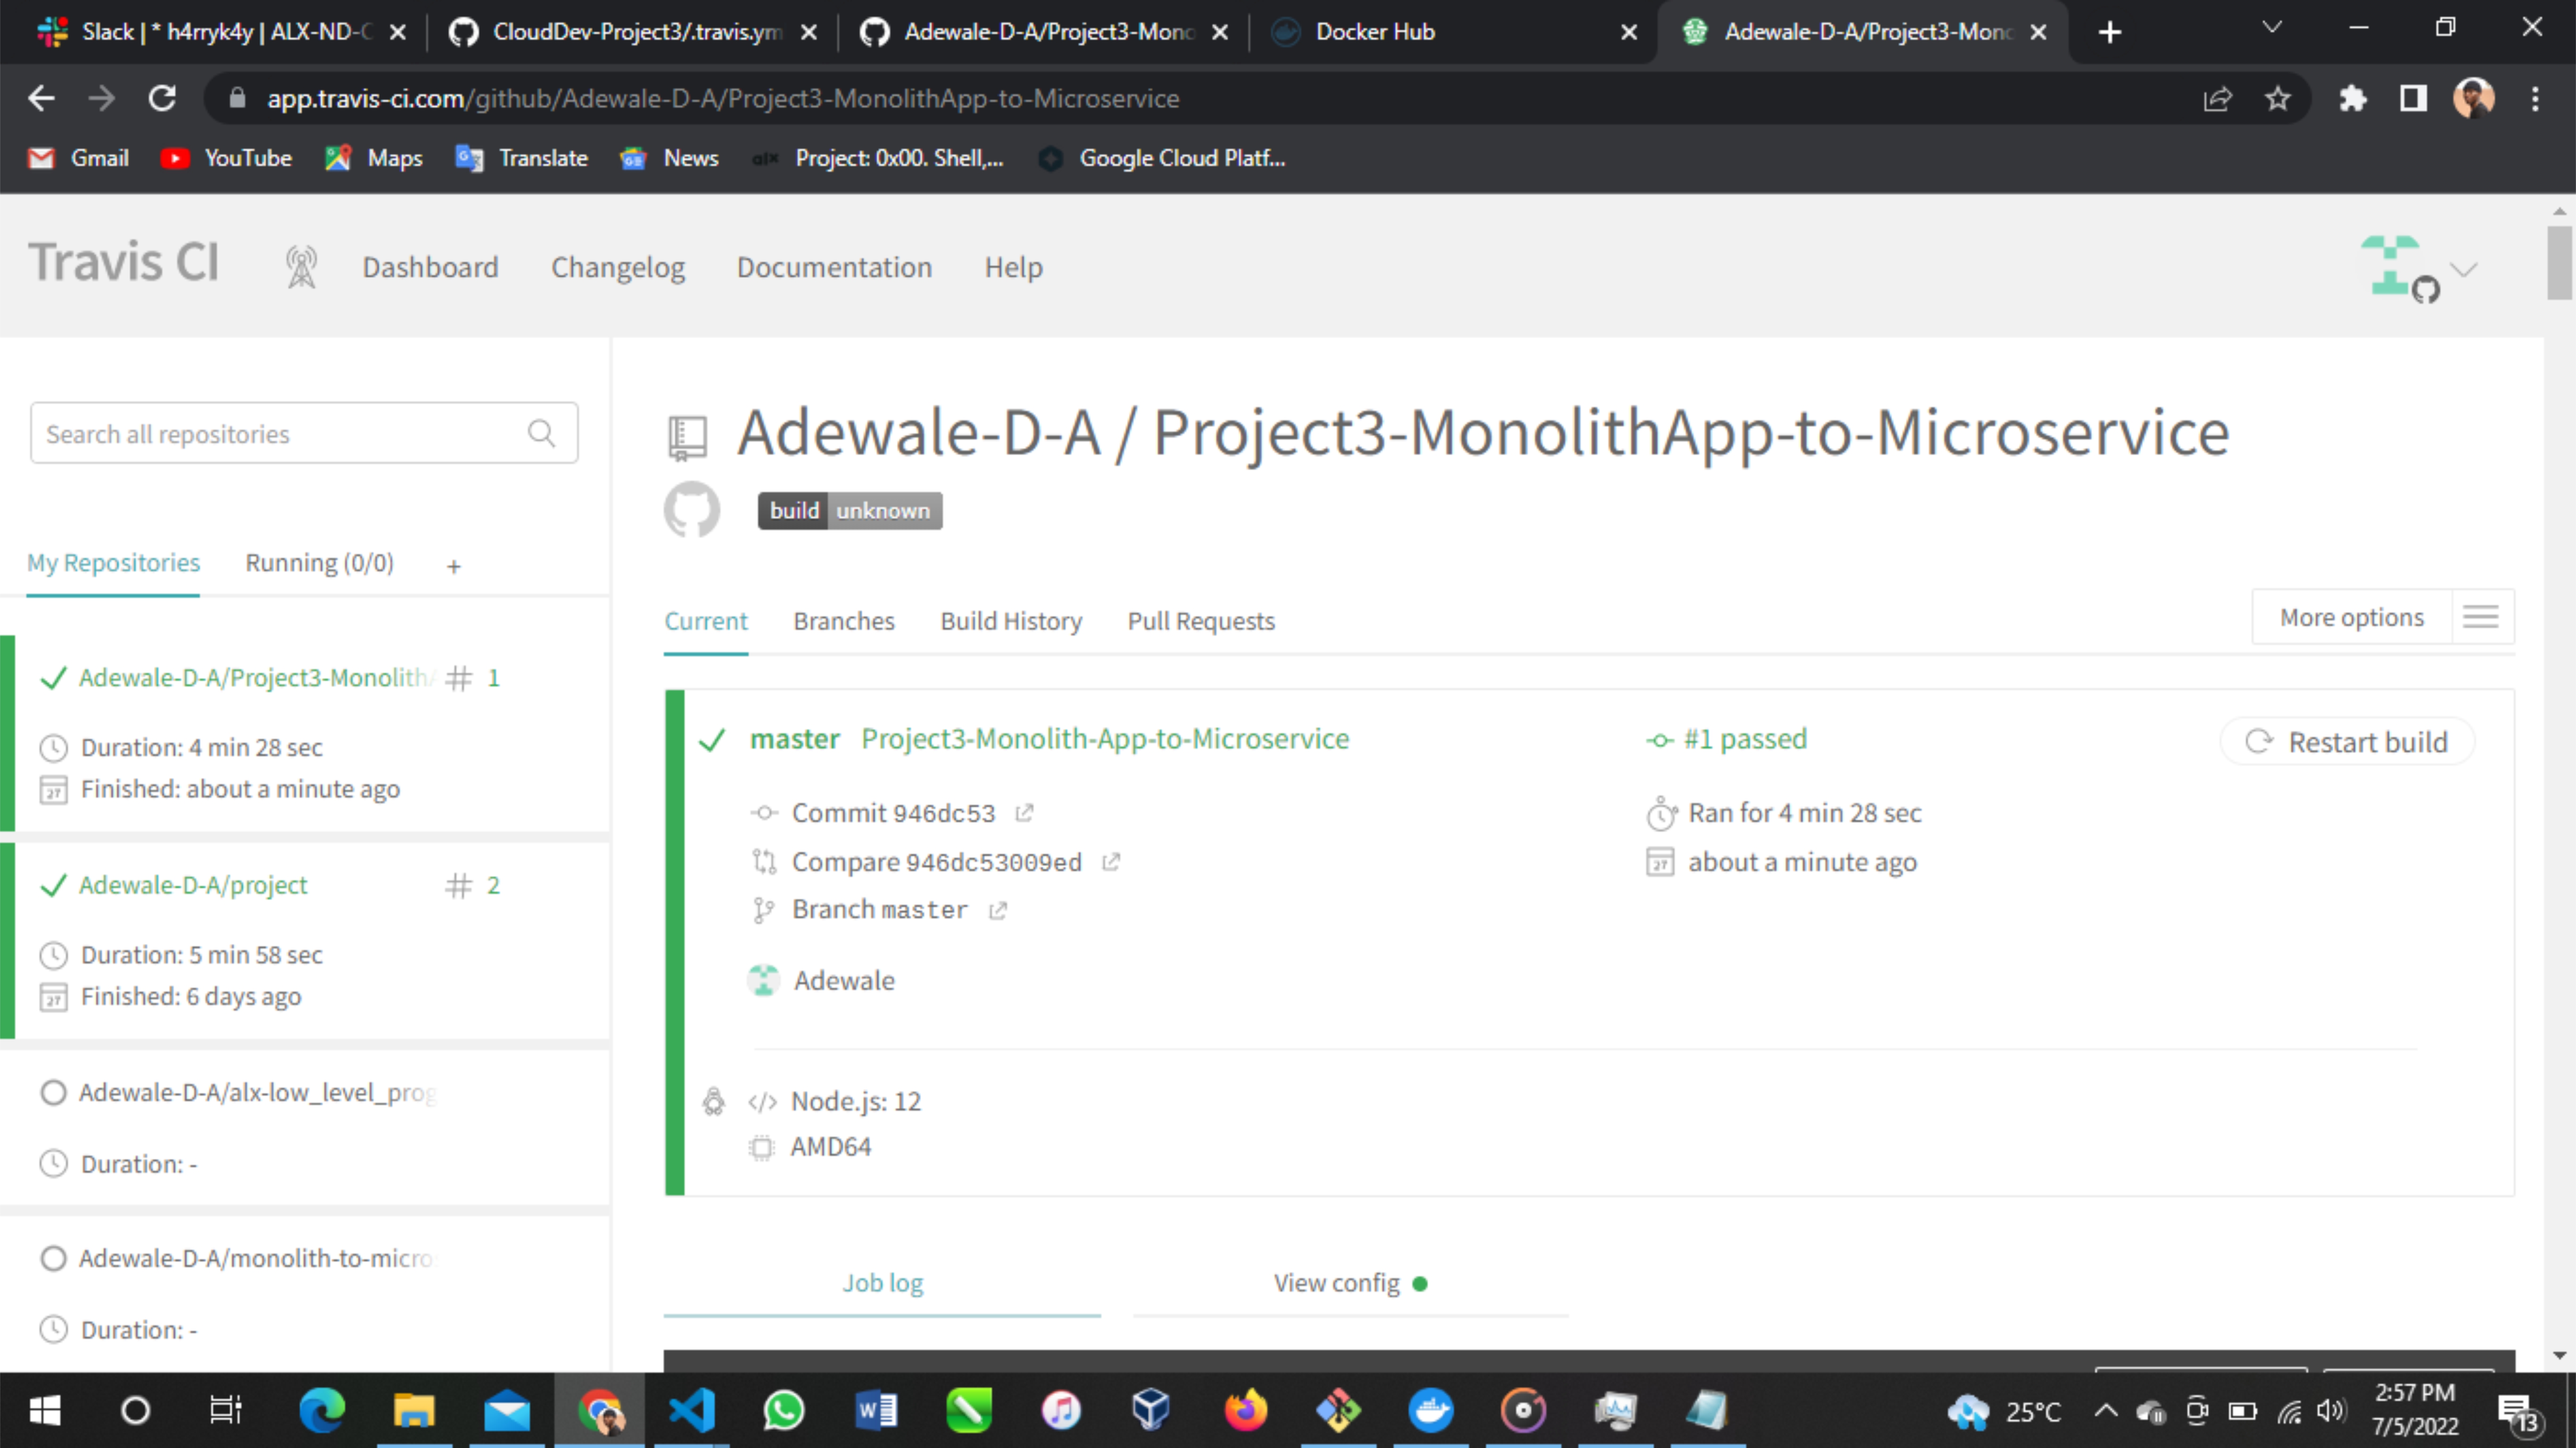 Slack | * h4rryk4y | ALX-ND-C
CloudDev-Project3/.travis.ym
Adewale-D-A/Project3-Mono
Docker Hub
Adewale-D-A/Project3-Mono
app.travis-ci.com/github/Adewale-D-A/Project3-MonolithApp-to-Microservice
Gmail
YouTube
Maps
Translate
News
alx
Project: 0x00. Shell,...
Google Cloud Platf...
Travis CI
Dashboard
Changelog
Documentation
Help
Search all repositories
My Repositories
Running (0/0)
+
Adewale-D-A/Project3-Monolith
# 1
Duration: 4 min 28 sec
27
Finished: about a minute ago
Adewale-D-A/project
# 2
Duration: 5 min 58 sec
27
Finished: 6 days ago
Adewale-D-A/alx-low_level_prog
Duration: -
Adewale-D-A/monolith-to-micro
Duration: -
Adewale-D-A / Project3-MonolithApp-to-Microservice
build unknown
Current
Branches
Build History
Pull Requests
More options
master Project3-Monolith-App-to-Microservice
#1 passed
Restart build
Commit 946dc53
Ran for 4 min 28 sec
Compare 946dc53009ed
27
about a minute ago
Branch master
Adewale
</> Node.js: 12
AMD64
Job log
View config
25°C
2:57 PM
7/5/2022
13